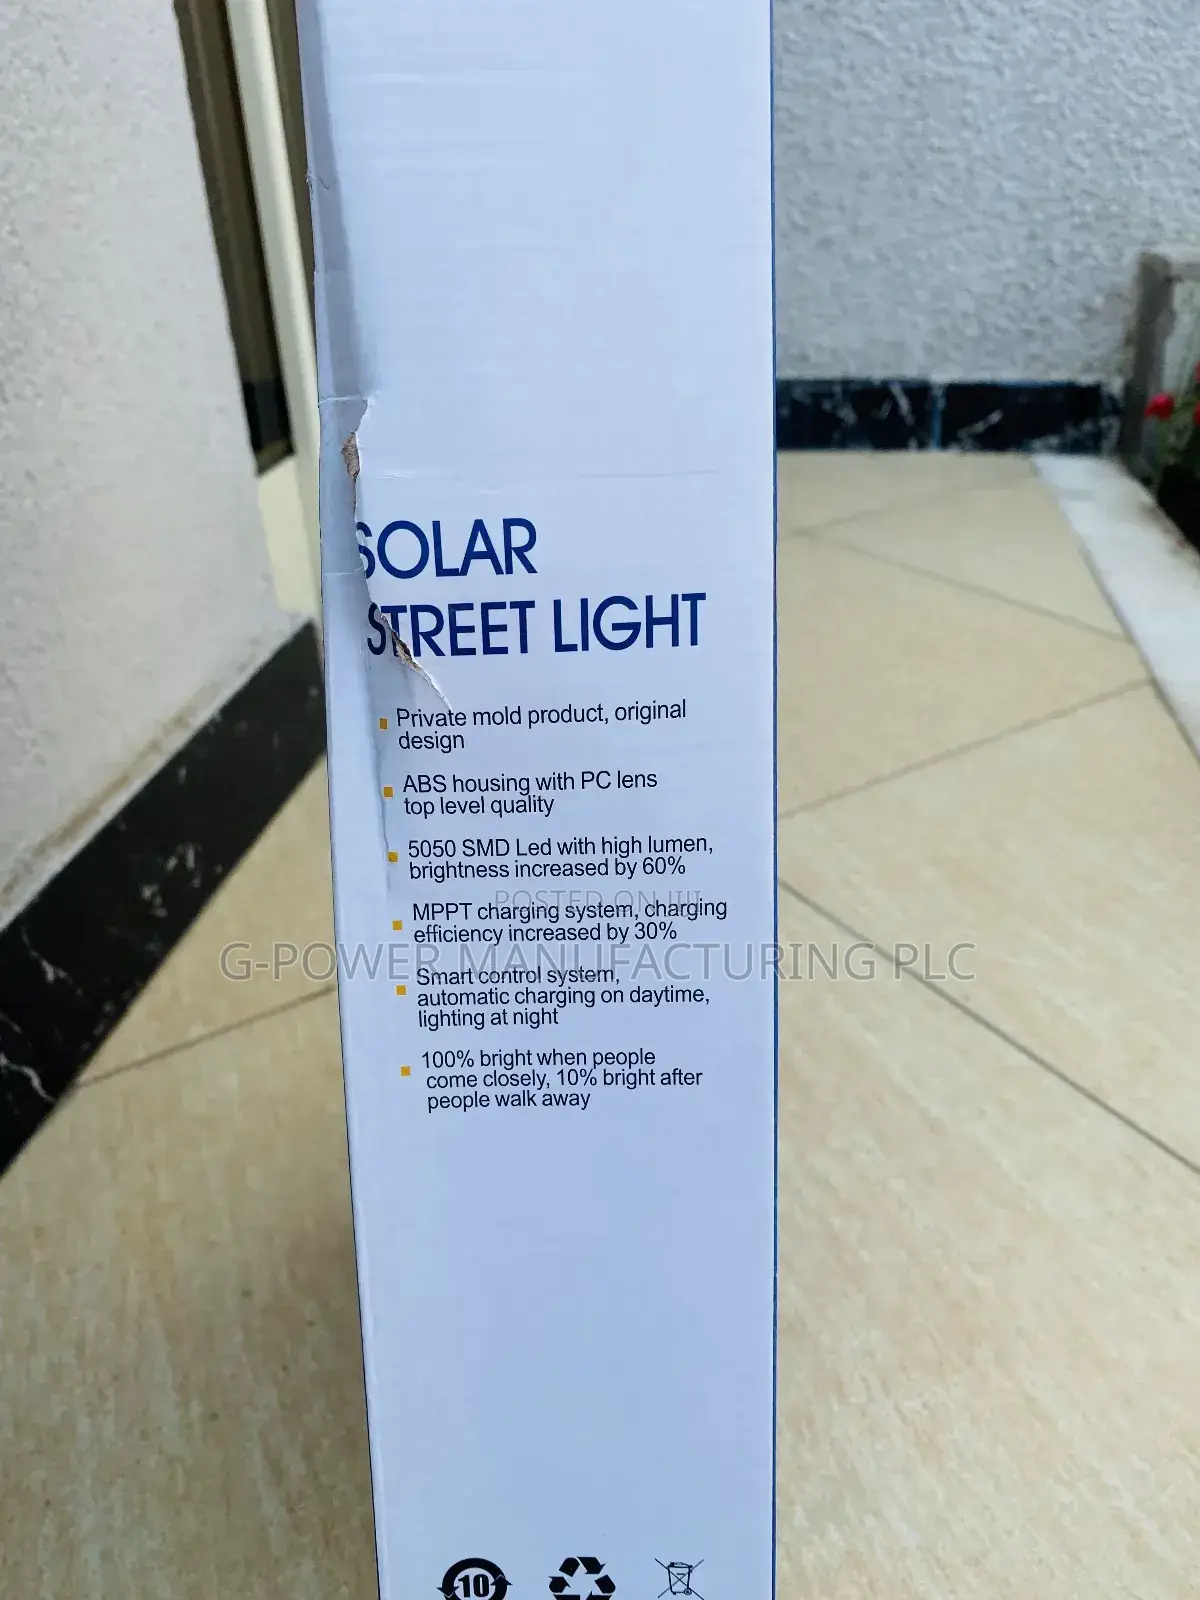 SOLAR
STREET LIGHT
Private mold product, original
design
ABS housing with PC lens
top level quality
5050 SMD Led with high lumen,
brightness increased by 60%
POSTED ON JIJI
MPPT charging system, charging
efficiency increased by 30%
G-POWER MANUFACTURING PLC
Smart control system,
automatic charging on daytime,
lighting at night
100% bright when people
come closely, 10% bright after
people walk away
10